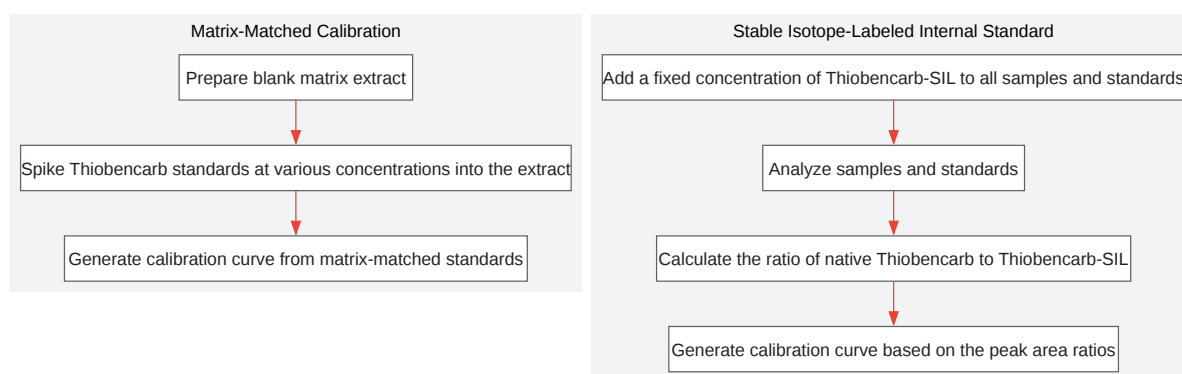 Matrix-Matched Calibration
Prepare blank matrix extract
Spike Thiobencarb standards at various concentrations into the extract
Generate calibration curve from matrix-matched standards
Stable Isotope-Labeled Internal Standard
Add a fixed concentration of Thiobencarb-SIL to all samples and standards
Analyze samples and standards
Calculate the ratio of native Thiobencarb to Thiobencarb-SIL
Generate calibration curve based on the peak area ratios